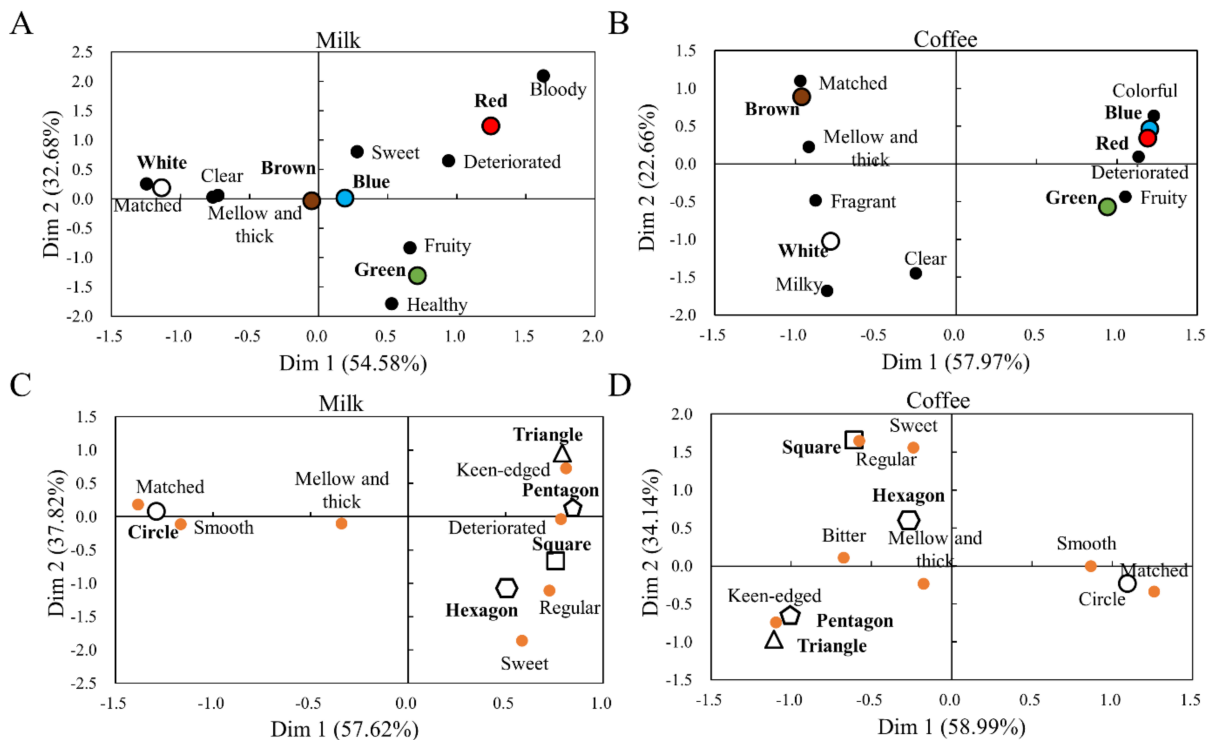 A
Milk
Dim 2 (32.68%)
2.5
2.0
1.5
1.0
0.5
0.0
-0.5
-1.0
-1.5
-2.0
Bloody
Red
Sweet
Deteriorated
White
Clear
Brown
Blue
Matched
Mellow and
thick
Fruity
Green
Healthy
-1.5 -1.0 -0.5 0.0 0.5 1.0 1.5 2.0
Dim 1 (54.58%)
B
Coffee
Dim 2 (22.66%)
1.5
1.0
0.5
0.0
-0.5
-1.0
-1.5
-2.0
Matched
Brown
Colorful
Blue
Red
Mellow and
thick
Deteriorated
Fragrant
Green
Fruity
White
Clear
Milky
-1.5 -1.0 -0.5 0.0 0.5 1.0 1.5
Dim 1 (57.97%)
C
Milk
Dim 2 (37.82%)
1.5
1.0
0.5
0.0
-0.5
-1.0
-1.5
-2.0
-2.5
Triangle
Keen-edged
Matched
Mellow and
thick
Pentagon
Circle
Smooth
Deteriorated
Square
Hexagon
Regular
Sweet
-1.5 -1.0 -0.5 0.0 0.5 1.0
Dim 1 (57.62%)
D
Coffee
Dim 2 (34.14%)
2.0
1.5
1.0
0.5
0.0
-0.5
-1.0
-1.5
Sweet
Square
Regular
Hexagon
Bitter
Mellow and
thick
Smooth
Matched
Circle
Keen-edged
Pentagon
Triangle
-1.5 -1.0 -0.5 0.0 0.5 1.0 1.5
Dim 1 (58.99%)